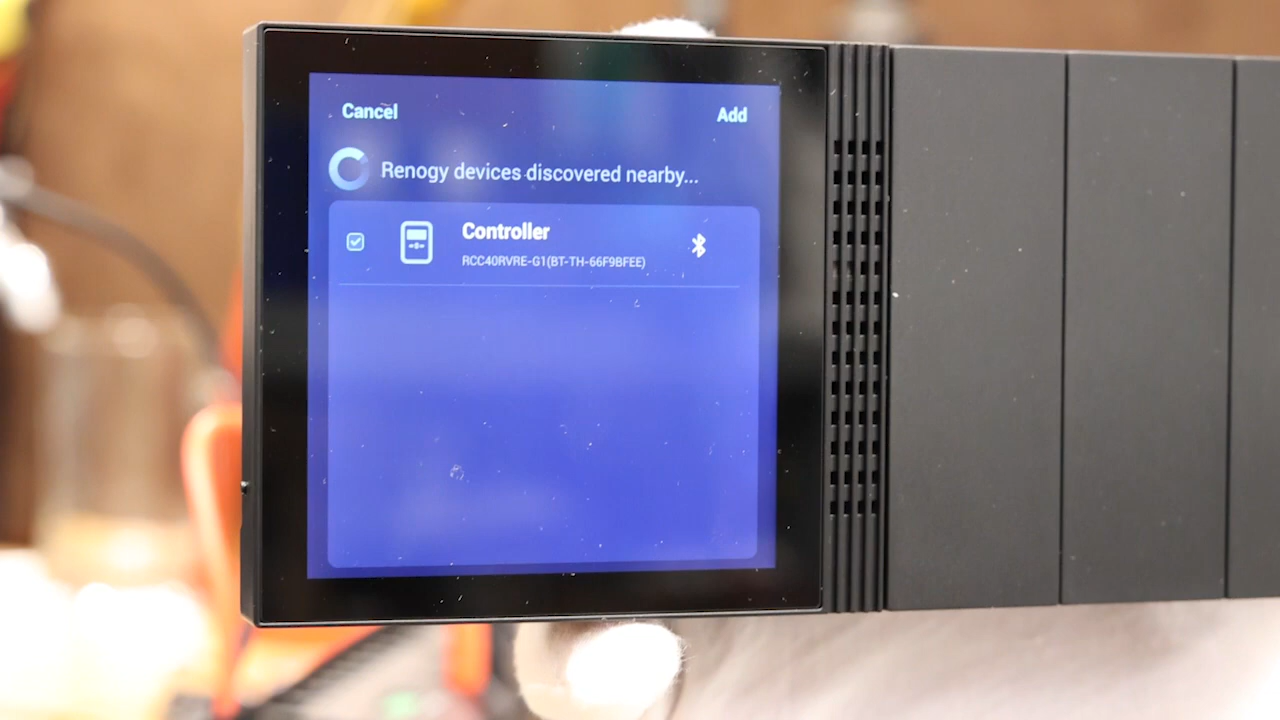 Cancel
Add
Renogy devices discovered nearby...
Controller
RCC40RVRE-G1(BT-TH-66F9BFEE)